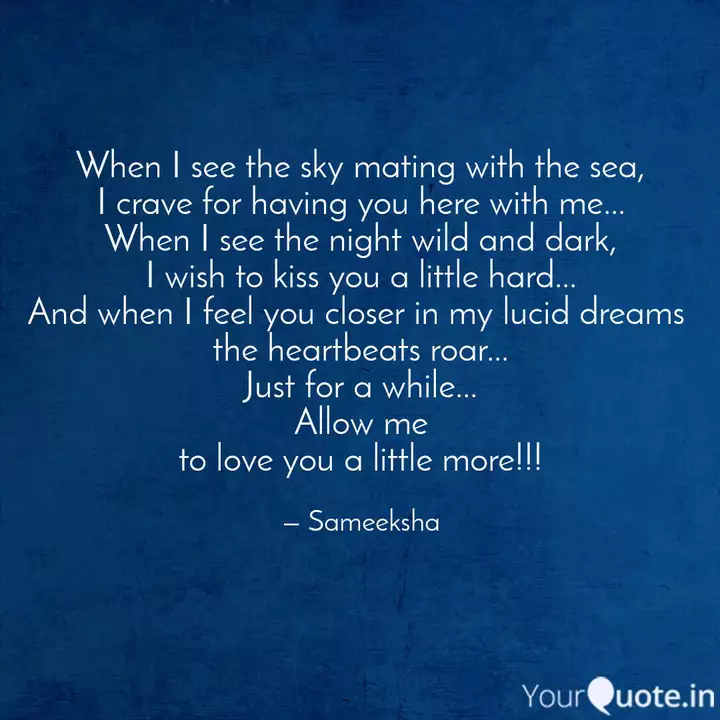 When I see the sky mating with the sea,
I crave for having you here with me...
When I see the night wild and dark,
I wish to kiss you a little hard...
And when I feel you closer in my lucid dreams
the heartbeats roar...
Just for a while...
Allow me
to love you a little more!!!
— Sameeksha
YourQuote.in